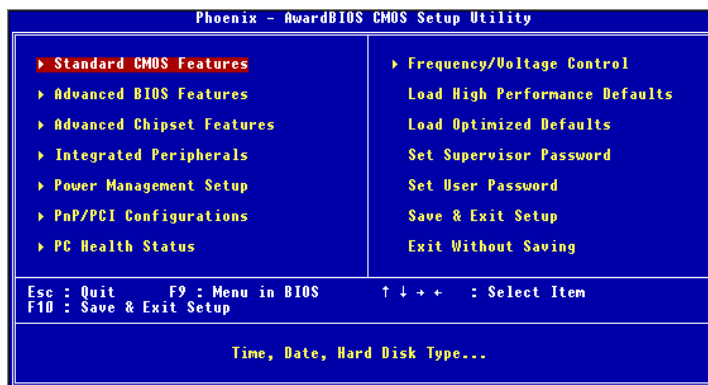 Phoenix - AwardBIOS CMOS Setup Utility
Standard CMOS Features
Advanced BIOS Features
Advanced Chipset Features
Integrated Peripherals
Power Management Setup
PnP/PCI Configurations
PC Health Status
Frequency/Voltage Control
Load High Performance Defaults
Load Optimized Defaults
Set Supervisor Password
Set User Password
Save & Exit Setup
Exit Without Saving
Esc : Quit F9 : Menu in BIOS ↑ ↓ → ← : Select Item
F10 : Save & Exit Setup
Time, Date, Hard Disk Type...